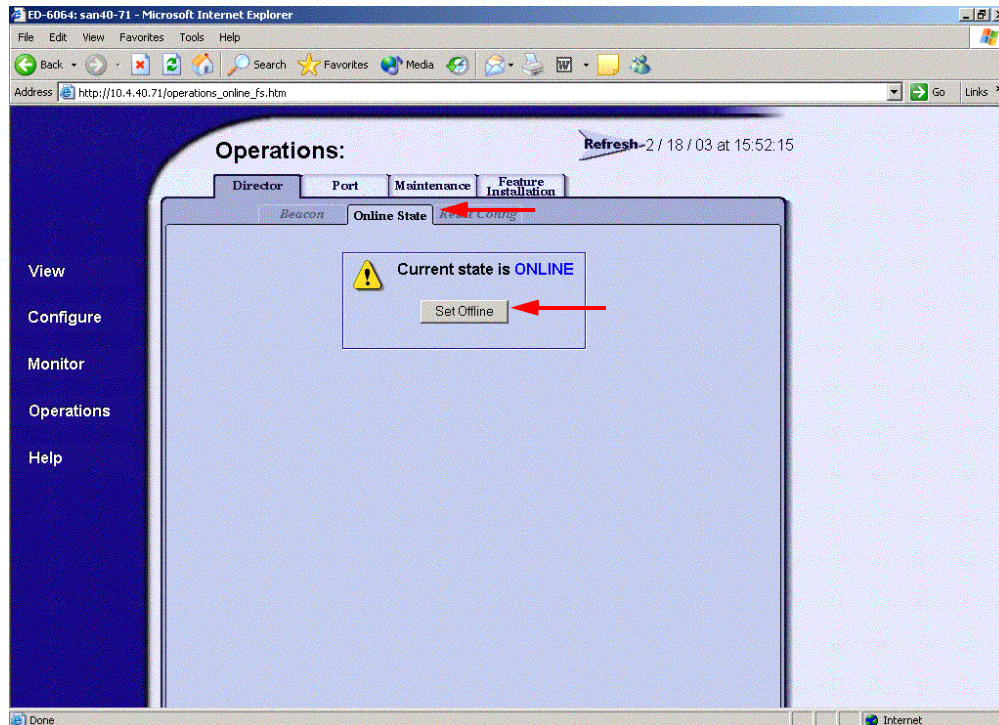 ED-6064: san40-71 - Microsoft Internet Explorer
File Edit View Favorites Tools Help
Back Search Favorites Media
Address http://10.4.40.71/operations_online_fs.htm Go Links
Operations:
Refresh 2 / 18 / 03 at 15:52:15
Director Port Maintenance Feature Installation
Beacon Online State Reset Config
View
Configure
Monitor
Operations
Help
Current state is ONLINE
Set Offline
Done Internet